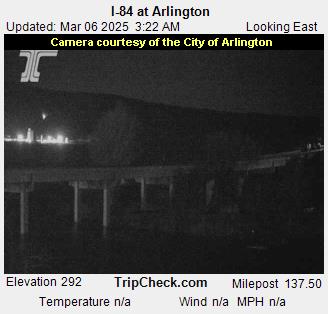 I-84 at Arlington
Updated: Mar 06 2025 3:22 AM Looking East
Camera courtesy of the City of Arlington
Elevation 292 TripCheck.com Milepost 137.50
Temperature n/a Wind n/a MPH n/a